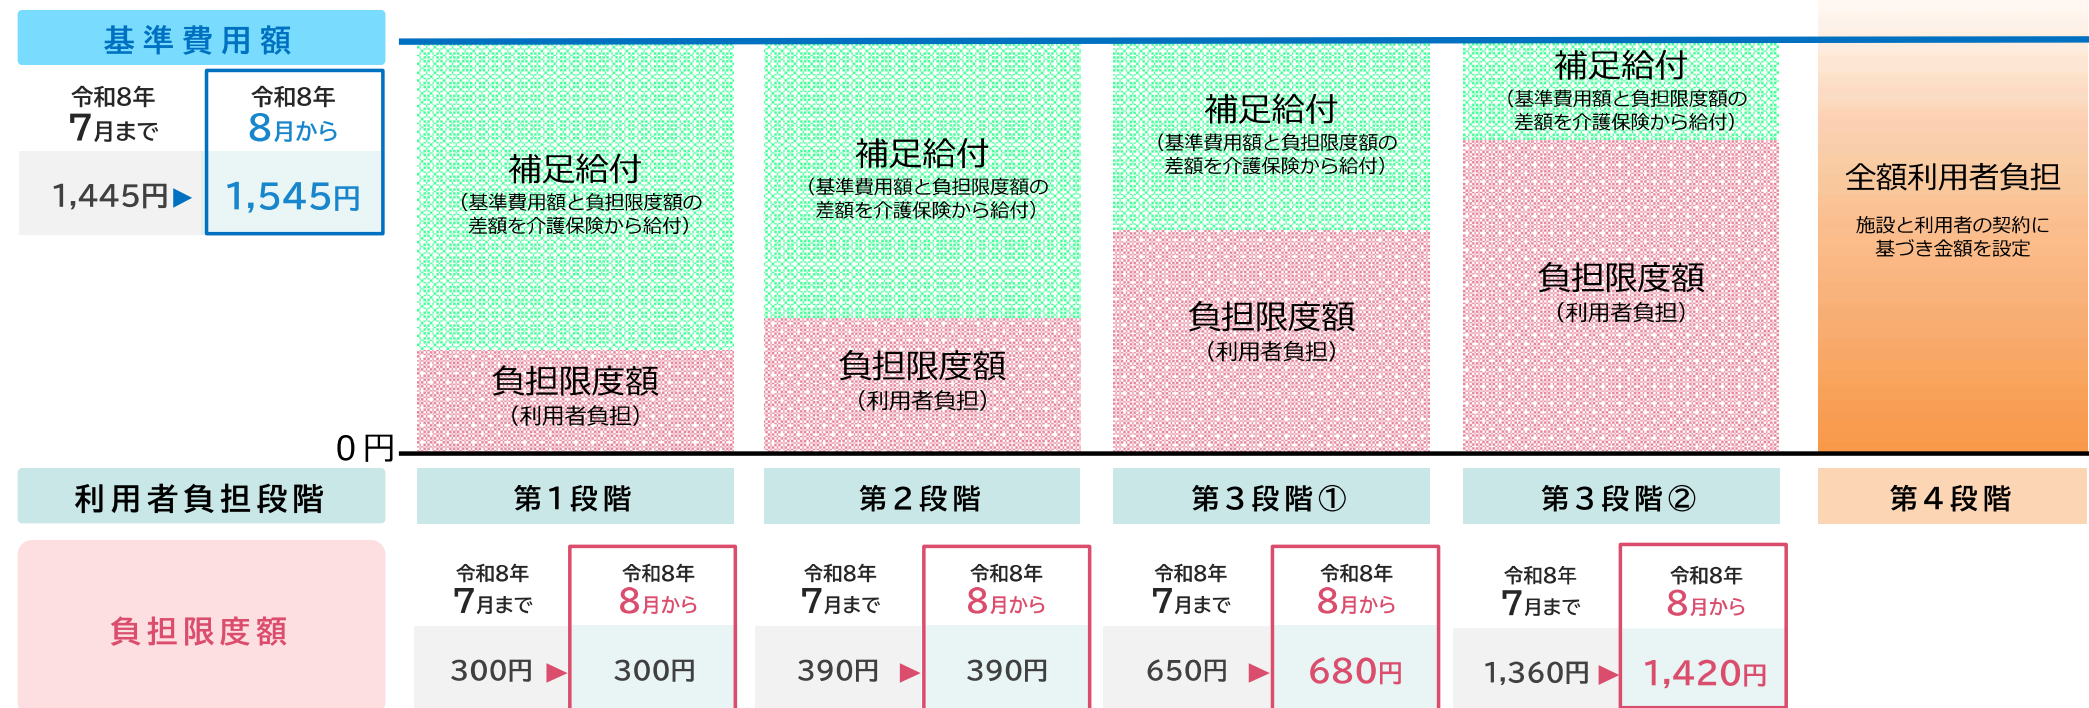 基準費用額
令和8年
7月まで
令和8年
8月から
1,445円▶
1,545円
補足給付
（基準費用額と負担限度額の
差額を介護保険から給付）
負担限度額
（利用者負担）
補足給付
（基準費用額と負担限度額の
差額を介護保険から給付）
負担限度額
（利用者負担）
補足給付
（基準費用額と負担限度額の
差額を介護保険から給付）
負担限度額
（利用者負担）
補足給付
（基準費用額と負担限度額の
差額を介護保険から給付）
負担限度額
（利用者負担）
全額利用者負担
施設と利用者の契約に
基づき金額を設定
0円
利用者負担段階
第1段階
第2段階
第3段階①
第3段階②
第4段階
負担限度額
令和8年
7月まで
令和8年
8月から
300円▶
300円
令和8年
7月まで
令和8年
8月から
390円▶
390円
令和8年
7月まで
令和8年
8月から
650円▶
680円
令和8年
7月まで
令和8年
8月から
1,360円▶
1,420円